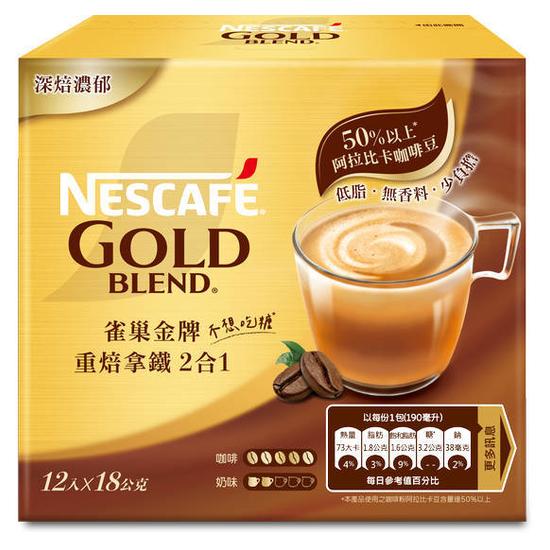 NESCAFÉ
GOLD
BLEND
深焙濃郁
50%以上*
阿拉比卡咖啡豆
低脂·無香料·少負擔
NESCAFÉ®
GOLD
BLEND®
雀巢金牌 不想吃糖*
重焙拿鐵 2合1
咖啡
奶味
12入×18公克
以每份1包(190毫升)
熱量 脂肪 飽和脂肪 糖* 鈉
73大卡 1.8公克 1.6公克 3.2公克 38毫克
4% 3% 9% -- 2%
每日參考值百分比
更多訊息
*本產品使用之咖啡粉阿拉比卡豆含量達50%以上